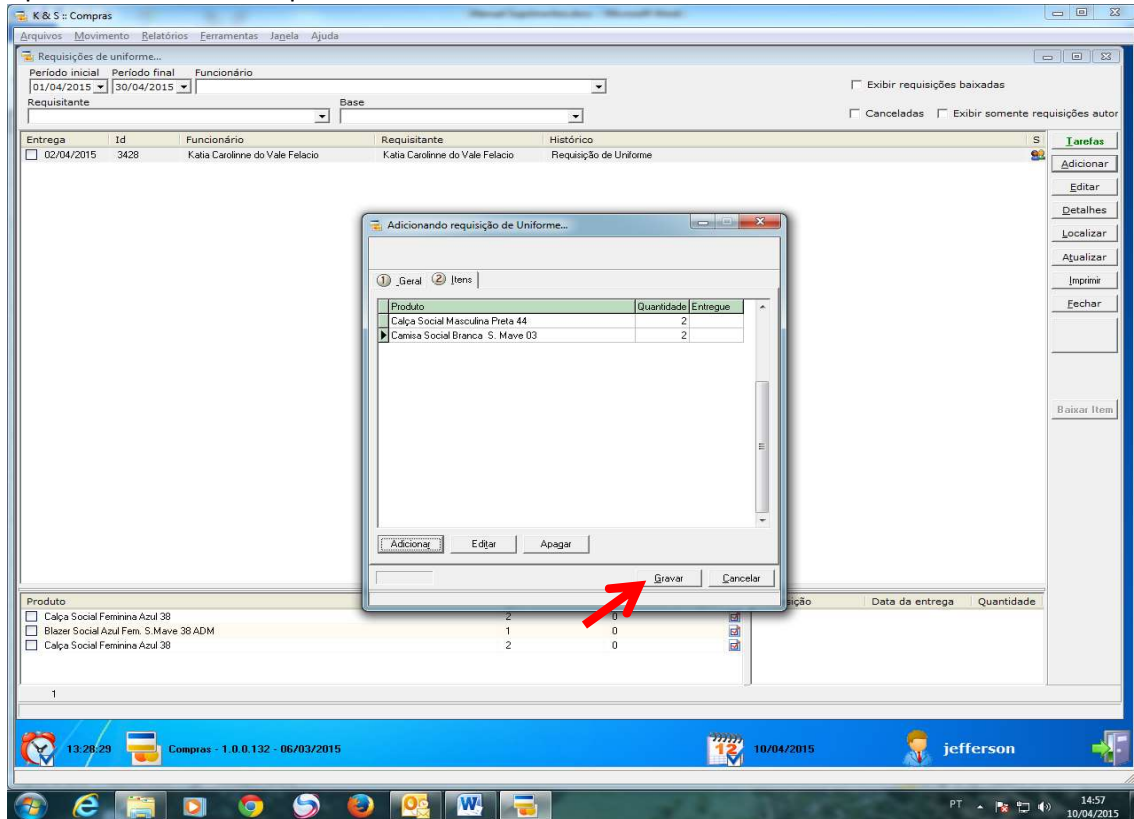 K & S :: Compras
Arquivos Movimento Relatórios Ferramentas Janela Ajuda
Requisições de uniforme...
Período inicial Período final Funcionário
01/04/2015 30/04/2015
Exibir requisições baixadas
Requisitante Base
Canceladas Exibir somente requisições autor
Entrega Id Funcionário Requisitante Histórico S
02/04/2015 3428 Katia Carolinne do Vale Felacio Katia Carolinne do Vale Felacio Requisição de Uniforme
Tarefas
Adicionar
Editar
Detalhes
Localizar
Atualizar
Imprimir
Fechar
Baixar Item
Adicionando requisição de Uniforme...
1 Geral 2 Itens
Produto Quantidade Entregue
Calça Social Masculina Preta 44 2
Camisa Social Branca S. Mave 03 2
Adicionar Editar Apagar
Gravar Cancelar
Produto sição Data da entrega Quantidade
Calça Social Feminina Azul 38 2 0
Blazer Social Azul Fem. S.Mave 38 ADM 1 0
Calça Social Feminina Azul 38 2 0
1
13:28:29 Compras - 1.0.0.132 - 06/03/2015 12 10/04/2015 jefferson
PT 14:57
10/04/2015